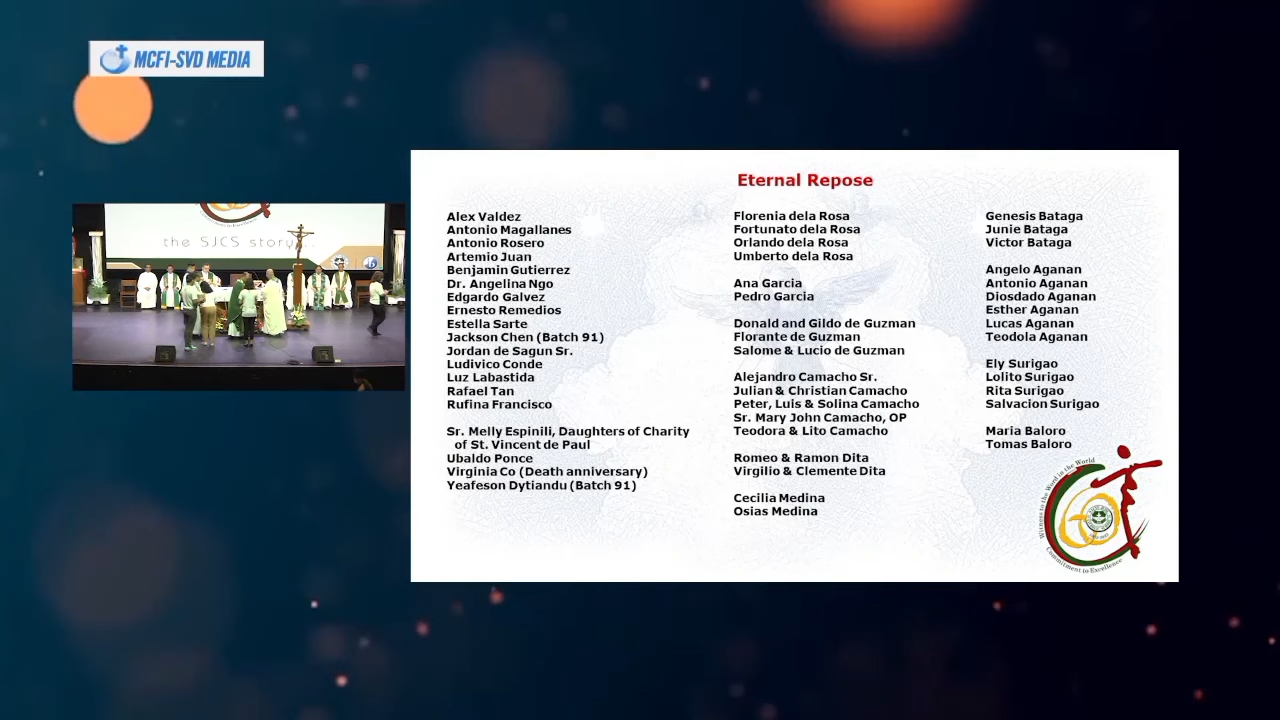 MCFI-SVD MEDIA
the SJCS story...
Eternal Repose
Alex Valdez
Antonio Magallanes
Antonio Rosero
Artemio Juan
Benjamin Gutierrez
Dr. Angelina Ngo
Edgardo Galvez
Ernesto Remedios
Estella Sarte
Jackson Chen (Batch 91)
Jordan de Sagun Sr.
Ludivico Conde
Luz Labastida
Rafael Tan
Rufina Francisco
Sr. Melly Espinili, Daughters of Charity
of St. Vincent de Paul
Ubaldo Ponce
Virginia Co (Death anniversary)
Yeafeson Dytiandu (Batch 91)
Florenia dela Rosa
Fortunato dela Rosa
Orlando dela Rosa
Umberto dela Rosa
Ana Garcia
Pedro Garcia
Donald and Gildo de Guzman
Florante de Guzman
Salome & Lucio de Guzman
Alejandro Camacho Sr.
Julian & Christian Camacho
Peter, Luis & Solina Camacho
Sr. Mary John Camacho, OP
Teodora & Lito Camacho
Romeo & Ramon Dita
Virgilio & Clemente Dita
Cecilia Medina
Osias Medina
Genesis Bataga
Junie Bataga
Victor Bataga
Angelo Aganan
Antonio Aganan
Diosdado Aganan
Esther Aganan
Lucas Aganan
Teodola Aganan
Ely Surigao
Lolito Surigao
Rita Surigao
Salvacion Surigao
Maria Baloro
Tomas Baloro
Witness to the Word in the World
Commitment to Excellence